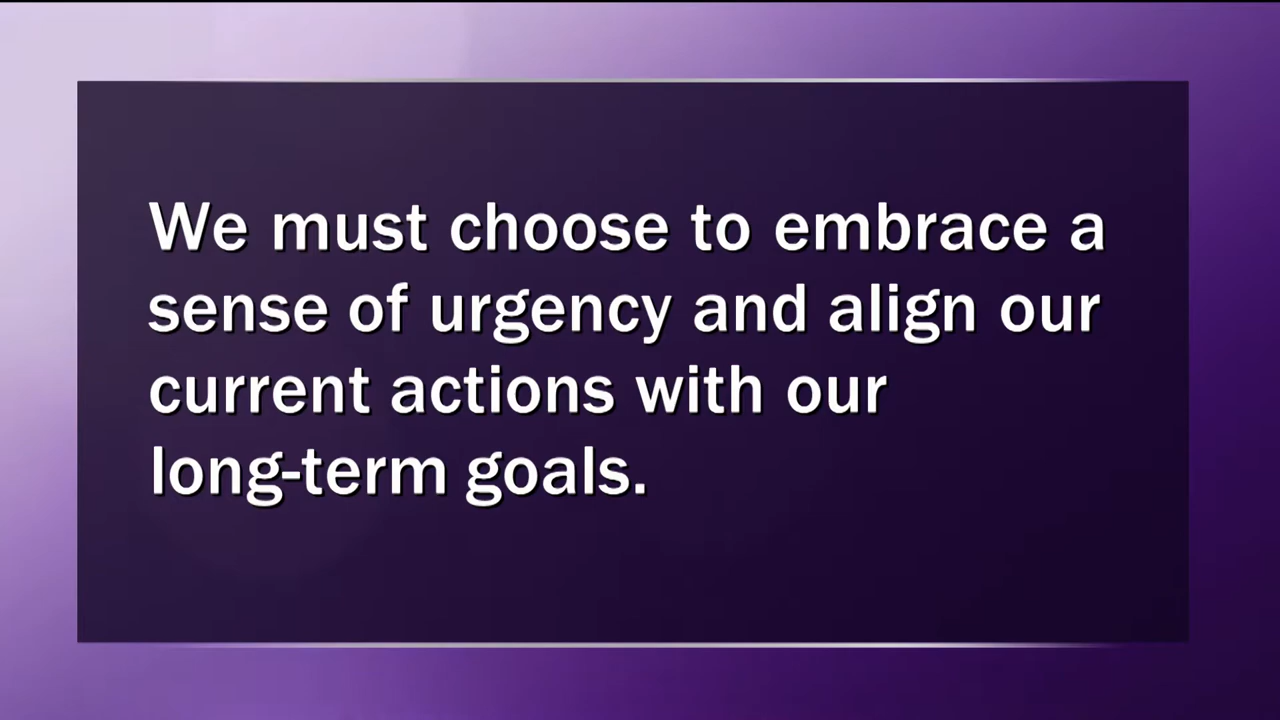 We must choose to embrace a
sense of urgency and align our
current actions with our
long-term goals.